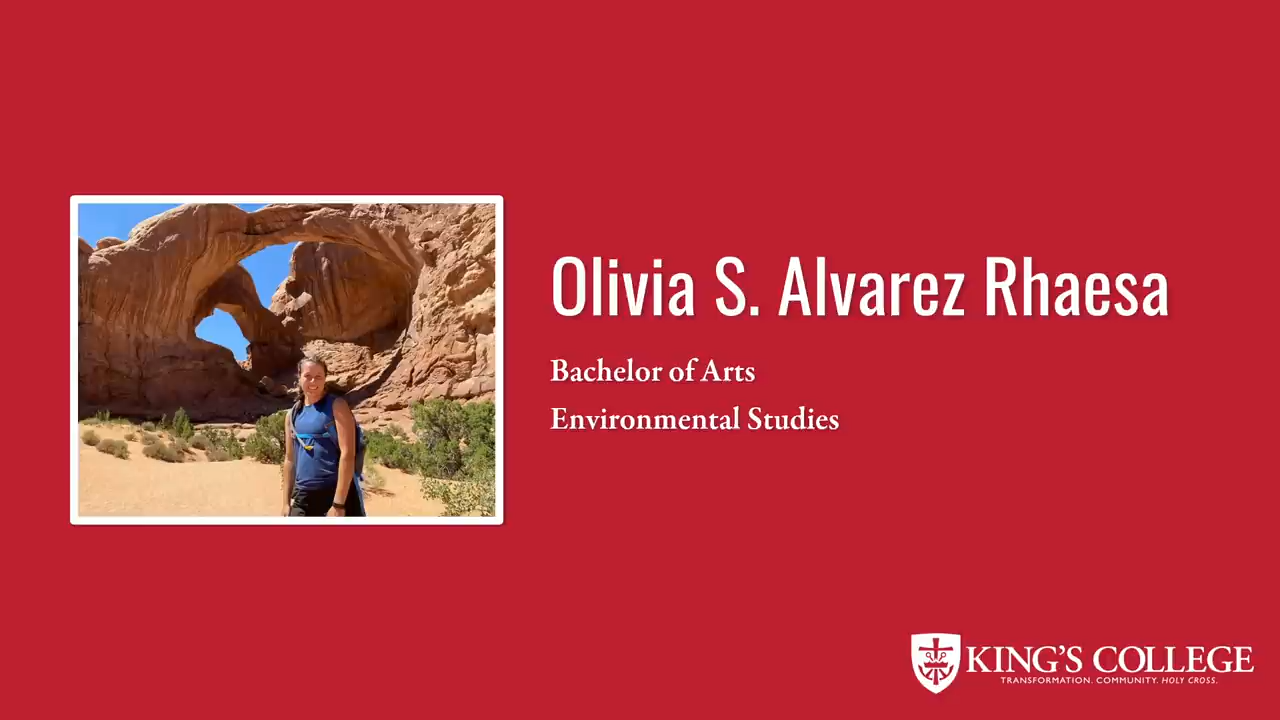 Olivia S. Alvarez Rhaesa
Bachelor of Arts
Environmental Studies
KING'S COLLEGE
TRANSFORMATION. COMMUNITY. HOLY CROSS.